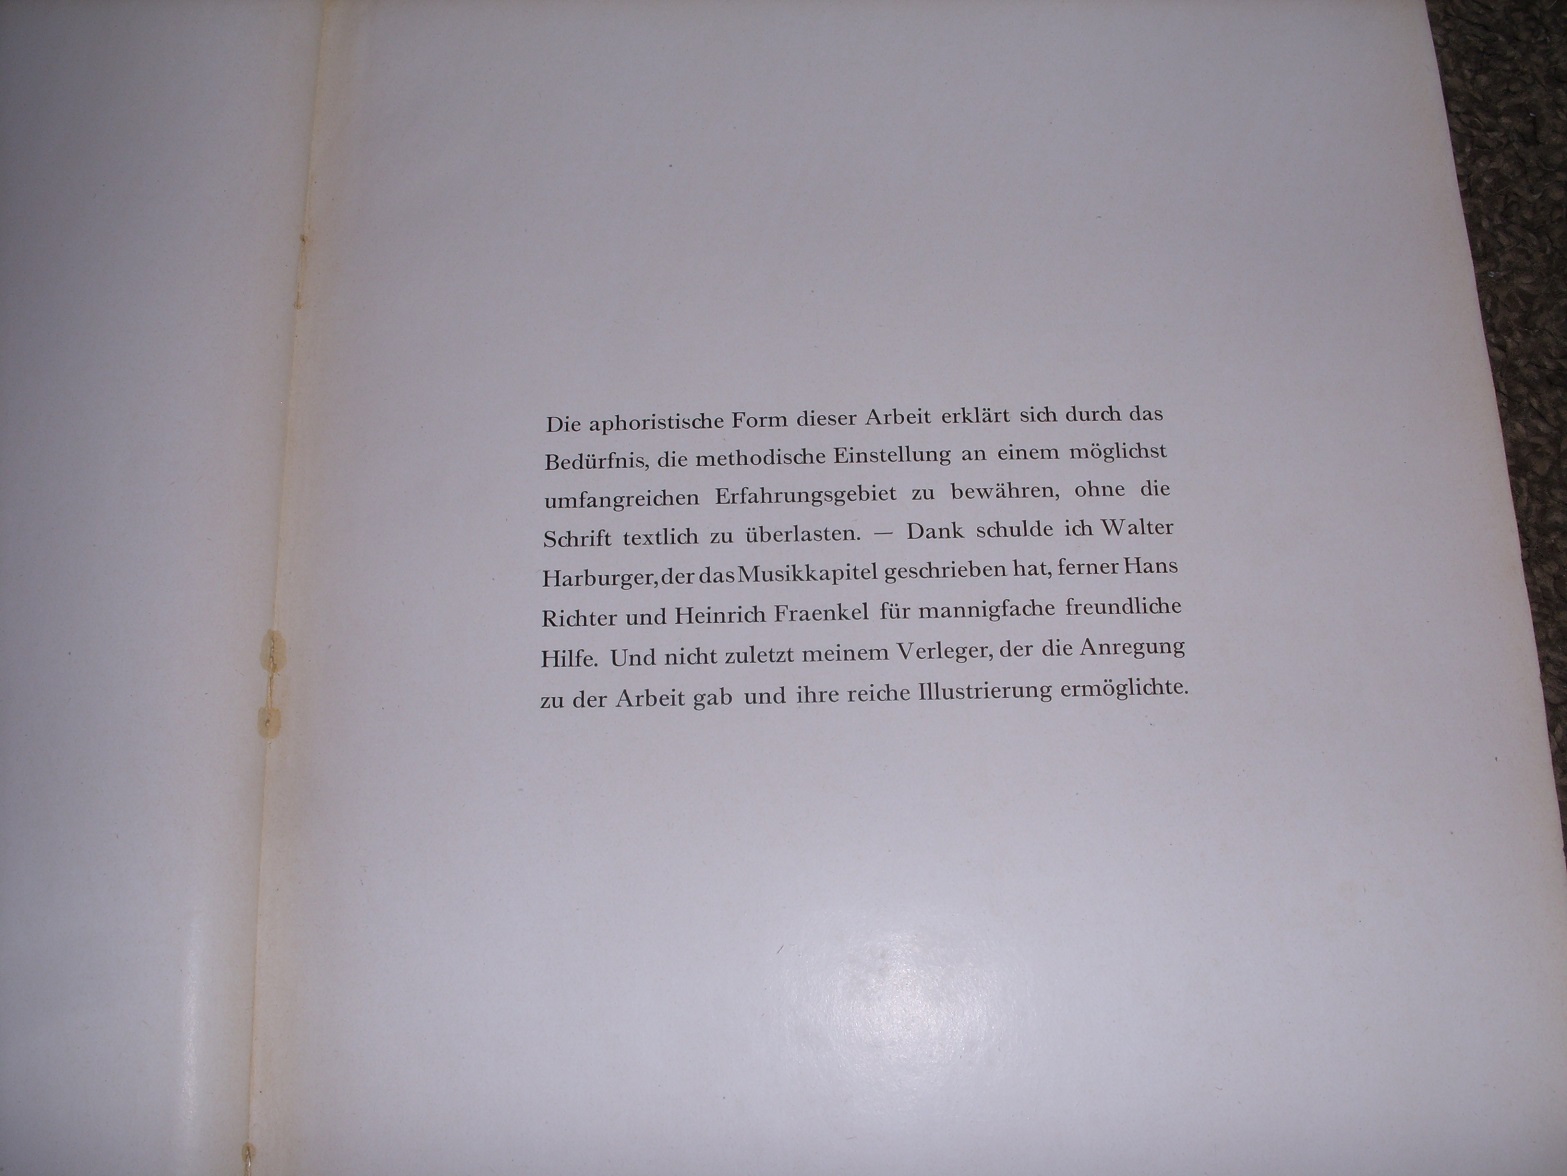 Die aphoristische Form dieser Arbeit erklärt sich durch das
Bedürfnis, die methodische Einstellung an einem möglichst
umfangreichen Erfahrungsgebiet zu bewähren, ohne die
Schrift textlich zu überlasten. — Dank schulde ich Walter
Harburger, der das Musikkapitel geschrieben hat, ferner Hans
Richter und Heinrich Fraenkel für mannigfache freundliche
Hilfe. Und nicht zuletzt meinem Verleger, der die Anregung
zu der Arbeit gab und ihre reiche Illustrierung ermöglichte.